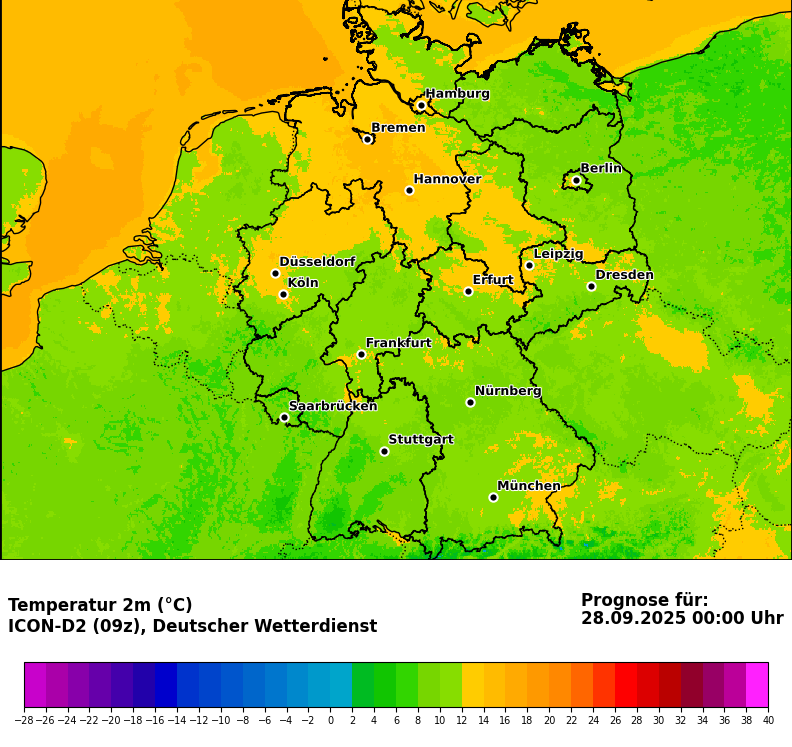 Hamburg
Bremen
Berlin
Hannover
Leipzig
Düsseldorf
Dresden
Köln
Erfurt
Frankfurt
Nürnberg
Saarbrücken
Stuttgart
München
Temperatur 2m (°C)
ICON-D2 (09z), Deutscher Wetterdienst
Prognose für:
28.09.2025 00:00 Uhr
−28 −26 −24 −22 −20 −18 −16 −14 −12 −10 −8 −6 −4 −2 0 2 4 6 8 10 12 14 16 18 20 22 24 26 28 30 32 34 36 38 40